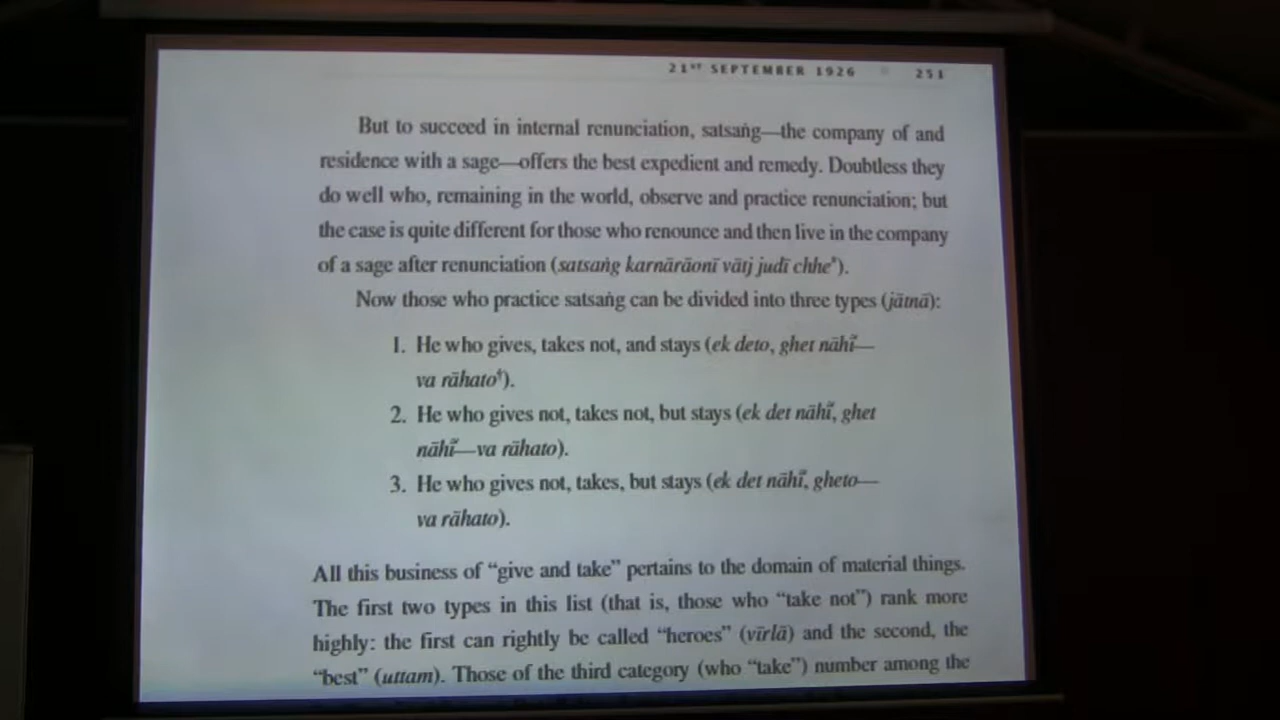 21st SEPTEMBER 1926 251
But to succeed in internal renunciation, satsaṅg—the company of and
residence with a sage—offers the best expedient and remedy. Doubtless they
do well who, remaining in the world, observe and practice renunciation; but
the case is quite different for those who renounce and then live in the company
of a sage after renunciation (satsaṅg karnārāonī vātj judī chhe*).
Now those who practice satsaṅg can be divided into three types (jātnā):
1. He who gives, takes not, and stays (ek deto, ghet nāhī̃—
va rāhato†).
2. He who gives not, takes not, but stays (ek det nāhī̃, ghet
nāhī̃—va rāhato).
3. He who gives not, takes, but stays (ek det nāhī̃, gheto—
va rāhato).
All this business of “give and take” pertains to the domain of material things.
The first two types in this list (that is, those who “take not”) rank more
highly: the first can rightly be called “heroes” (vīrlā) and the second, the
“best” (uttam). Those of the third category (who “take”) number among the